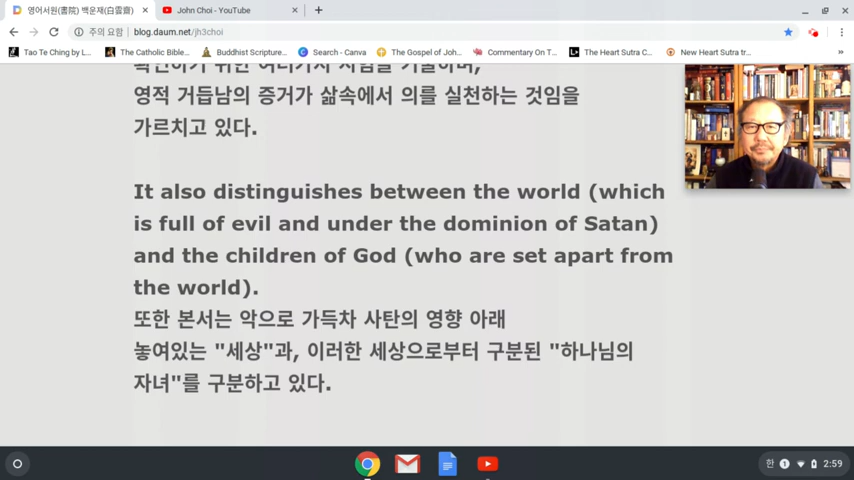 영어서원(書院) 백운재(白雲齋)
John Choi - YouTube
주의 요함
blog.daum.net/jh3choi
Tao Te Ching by L...
The Catholic Bible...
Buddhist Scripture...
Search - Canva
The Gospel of Joh...
Commentary On T...
The Heart Sutra C...
New Heart Sutra tr...
영적 거듭남의 증거가 삶속에서 의를 실천하는 것임을
가르치고 있다.
It also distinguishes between the world (which
is full of evil and under the dominion of Satan)
and the children of God (who are set apart from
the world).
또한 본서는 악으로 가득차 사탄의 영향 아래
놓여있는 "세상"과, 이러한 세상으로부터 구분된 "하나님의
자녀"를 구분하고 있다.
한
1
2:59